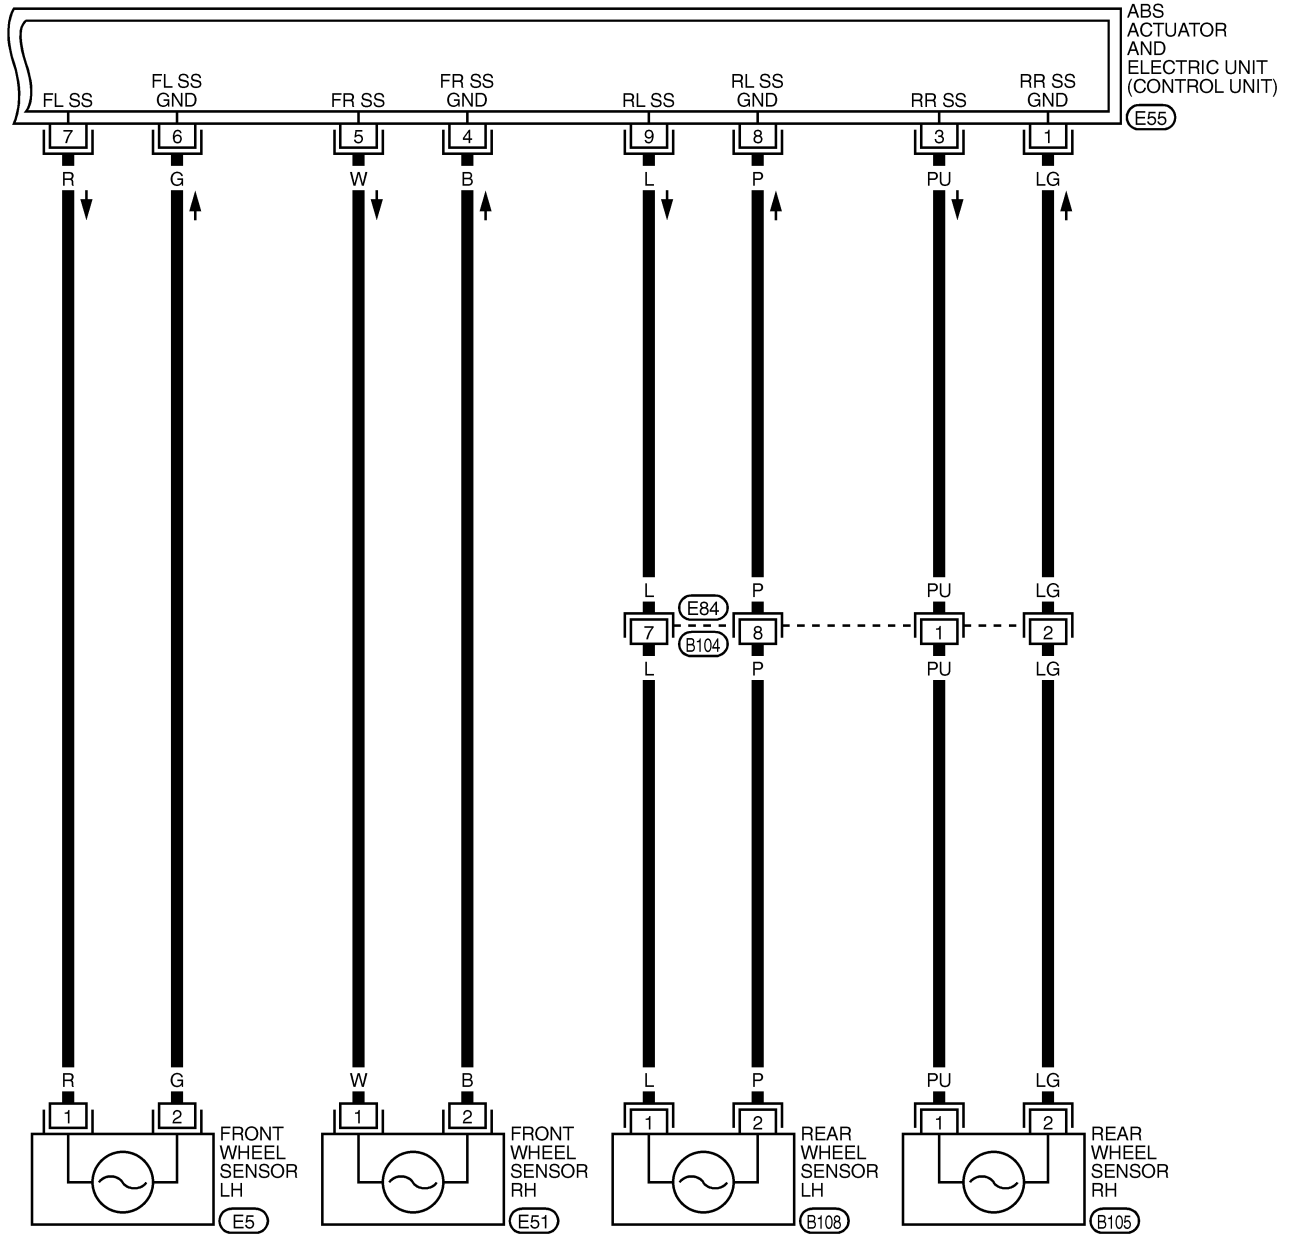 ABS
ACTUATOR
AND
ELECTRIC UNIT
(CONTROL UNIT)
E55
FL SS
FL SS
GND
FR SS
FR SS
GND
RL SS
RL SS
GND
RR SS
RR SS
GND
7 6 5 4 9 8 3 1
R G W B L P PU LG
L P PU LG
E84
7 8 1 2
B104
L P PU LG
R G W B L P PU LG
1 2 1 2 1 2 1 2
FRONT
WHEEL
SENSOR
LH
E5
FRONT
WHEEL
SENSOR
RH
E51
REAR
WHEEL
SENSOR
LH
B108
REAR
WHEEL
SENSOR
RH
B105